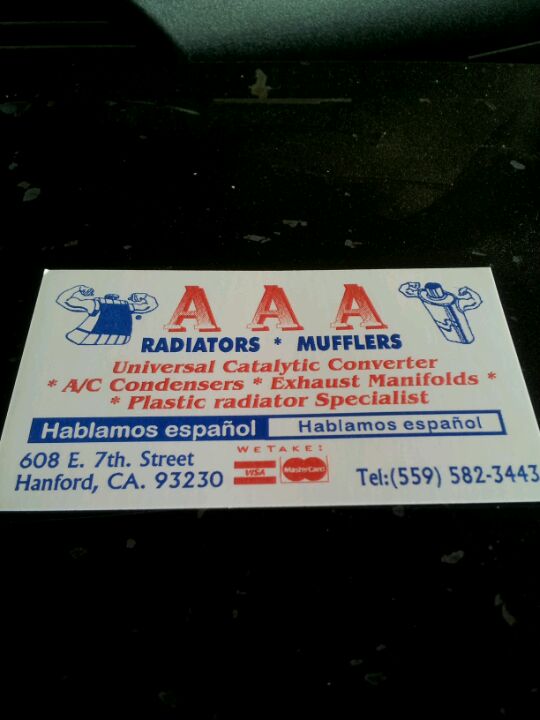 A A A
RADIATORS * MUFFLERS
Universal Catalytic Converter
* A/C Condensers * Exhaust Manifolds *
* Plastic radiator Specialist
Hablamos español Hablamos español
WE TAKE:
608 E. 7th. Street
Hanford, CA. 93230
VISA MasterCard
Tel:(559) 582-3443